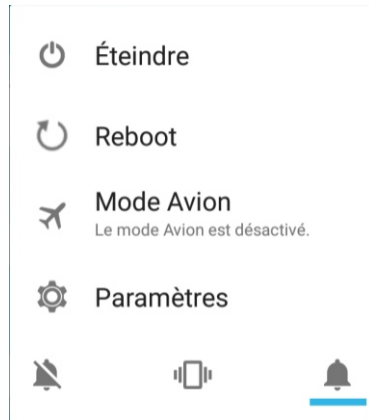 Éteindre
Reboot
Mode Avion
Le mode Avion est désactivé.
Paramètres